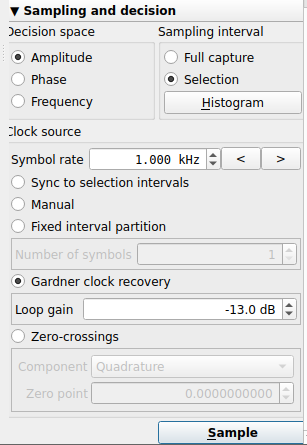 ▼ Sampling and decision
Decision space Sampling interval
Amplitude Full capture
Phase Selection
Frequency Histogram
Clock source
Symbol rate 1.000 kHz < >
Sync to selection intervals
Manual
Fixed interval partition
Number of symbols 1
Gardner clock recovery
Loop gain -13.0 dB
Zero-crossings
Component Quadrature
Zero point 0.0000000000
Sample